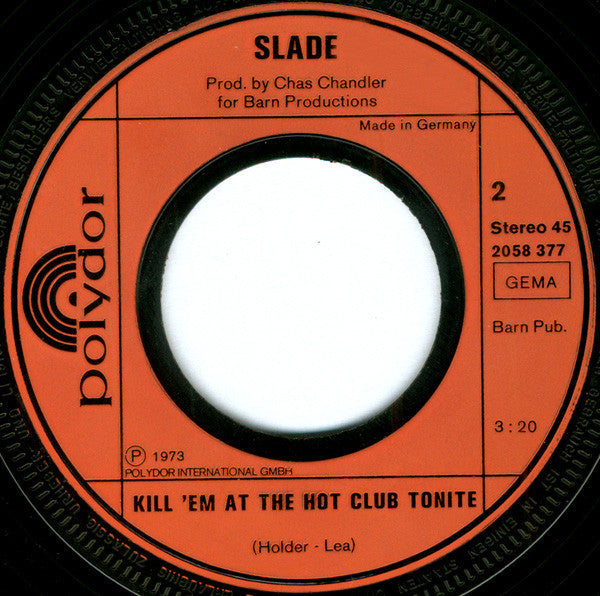 SLADE
Prod. by Chas Chandler
for Barn Productions
Made in Germany
polydor
2
Stereo 45
2058 377
GEMA
Barn Pub.
3:20
Ⓟ 1973
POLYDOR INTERNATIONAL GMBH
KILL 'EM AT THE HOT CLUB TONITE
(Holder - Lea)